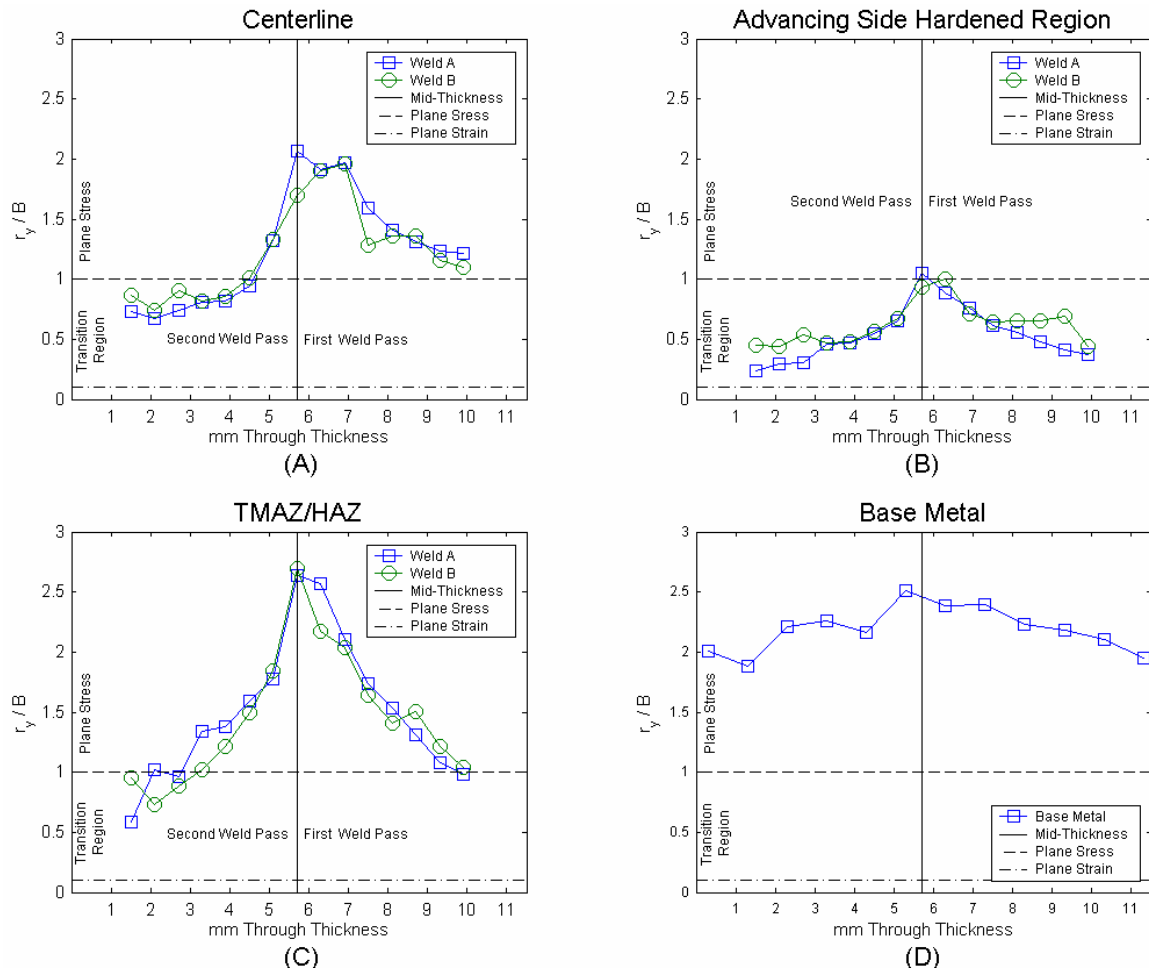 Centerline
3
2.5
2
1.5
1
0.5
0
r_y / B
Plane Stress
Transition
Region
Weld A
Weld B
Mid-Thickness
Plane Sress
Plane Strain
Second Weld Pass
First Weld Pass
1 2 3 4 5 6 7 8 9 10 11
mm Through Thickness
(A)
Advancing Side Hardened Region
3
2.5
2
1.5
1
0.5
0
r_y / B
Plane Stress
Transition
Region
Weld A
Weld B
Mid-Thickness
Plane Sress
Plane Strain
Second Weld Pass
First Weld Pass
1 2 3 4 5 6 7 8 9 10 11
mm Through Thickness
(B)
TMAZ/HAZ
3
2.5
2
1.5
1
0.5
0
r_y / B
Plane Stress
Transition
Region
Weld A
Weld B
Mid-Thickness
Plane Sress
Plane Strain
Second Weld Pass
First Weld Pass
1 2 3 4 5 6 7 8 9 10 11
mm Through Thickness
(C)
Base Metal
3
2.5
2
1.5
1
0.5
0
r_y / B
Plane Stress
Transition
Region
Base Metal
Mid-Thickness
Plane Sress
Plane Strain
1 2 3 4 5 6 7 8 9 10 11
mm Through Thickness
(D)